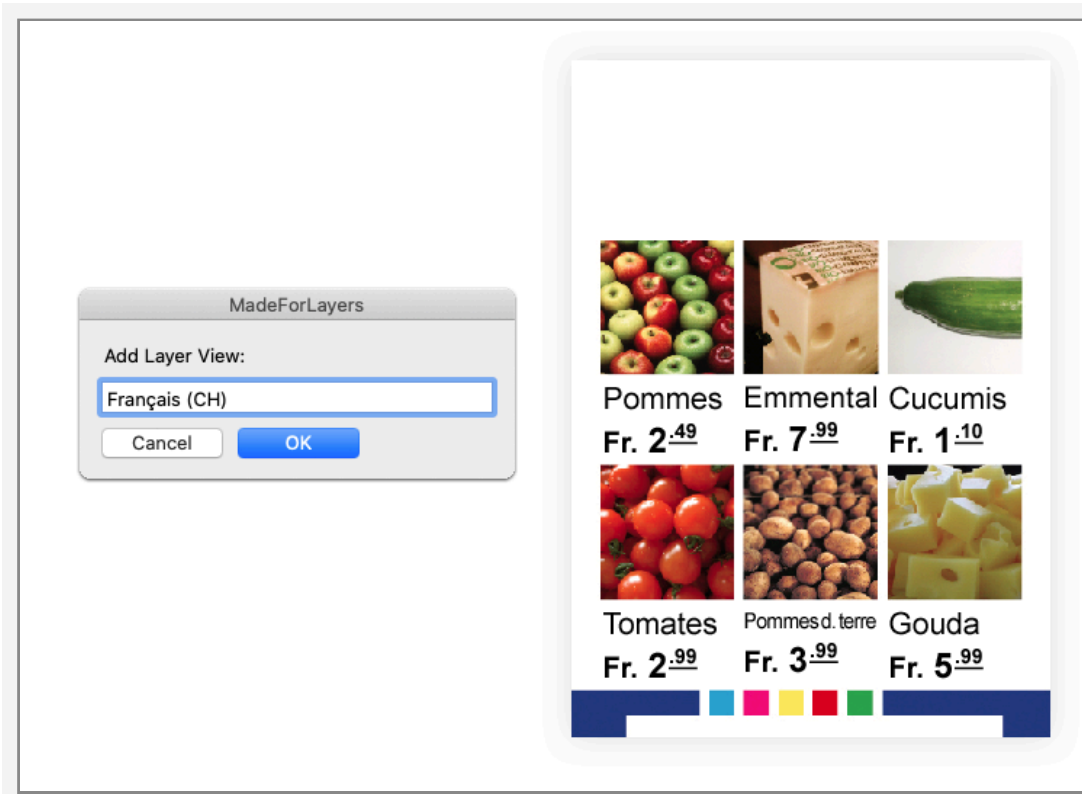 MadeForLayers
Add Layer View:
Français (CH)
Cancel OK
Pommes Emmental Cucumis
Fr. 2.49 Fr. 7.99 Fr. 1.10
Tomates Pommes d. terre Gouda
Fr. 2.99 Fr. 3.99 Fr. 5.99